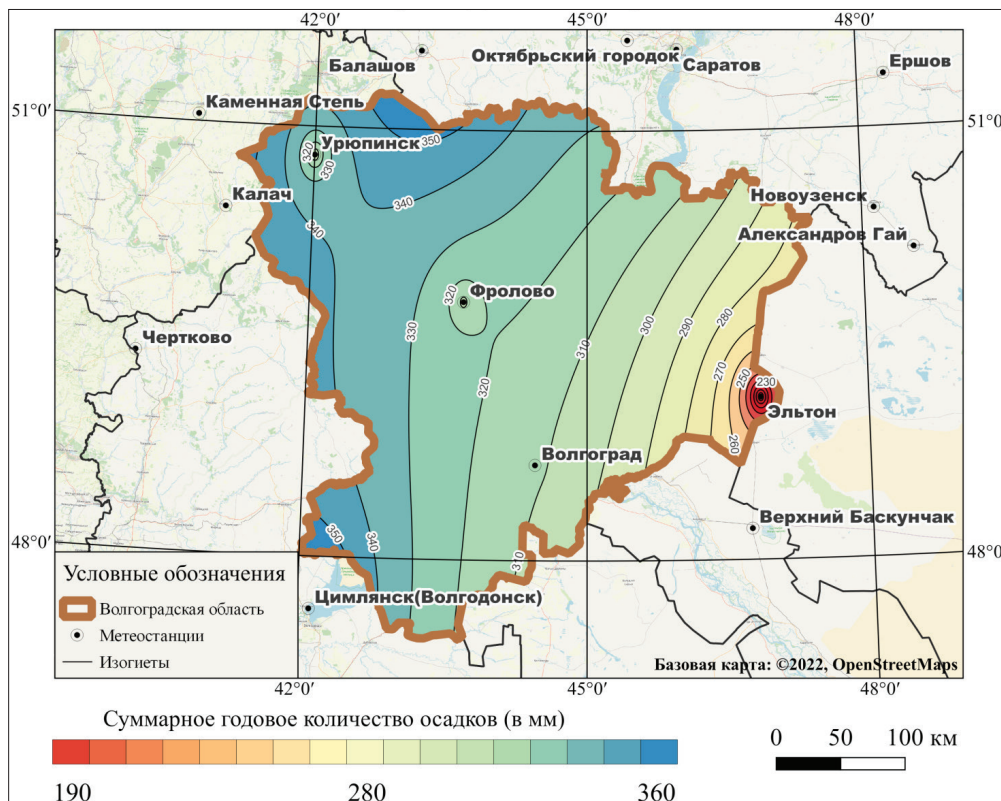 42°0′ 45°0′ 48°0′
Октябрьский городок
Балашов
Саратов
Ершов
51°0′
Каменная Степь
51°0′
320
Урюпинск
350
330
Калач
340
Новоузенск
340
Александров Гай
320
Фролово
280
300
290
Чертково
330
310
270
320
250
230
Эльтон
260
Волгоград
350
340
Верхний Баскунчак
48°0′
310
48°0′
Условные обозначения
Цимлянск(Волгодонск)
Волгоградская область
Метеостанции
Изогиеты
Базовая карта: ©2022, OpenStreetMaps
42°0′ 45°0′ 48°0′
Суммарное годовое количество осадков (в мм)
0 50 100 км
190 280 360